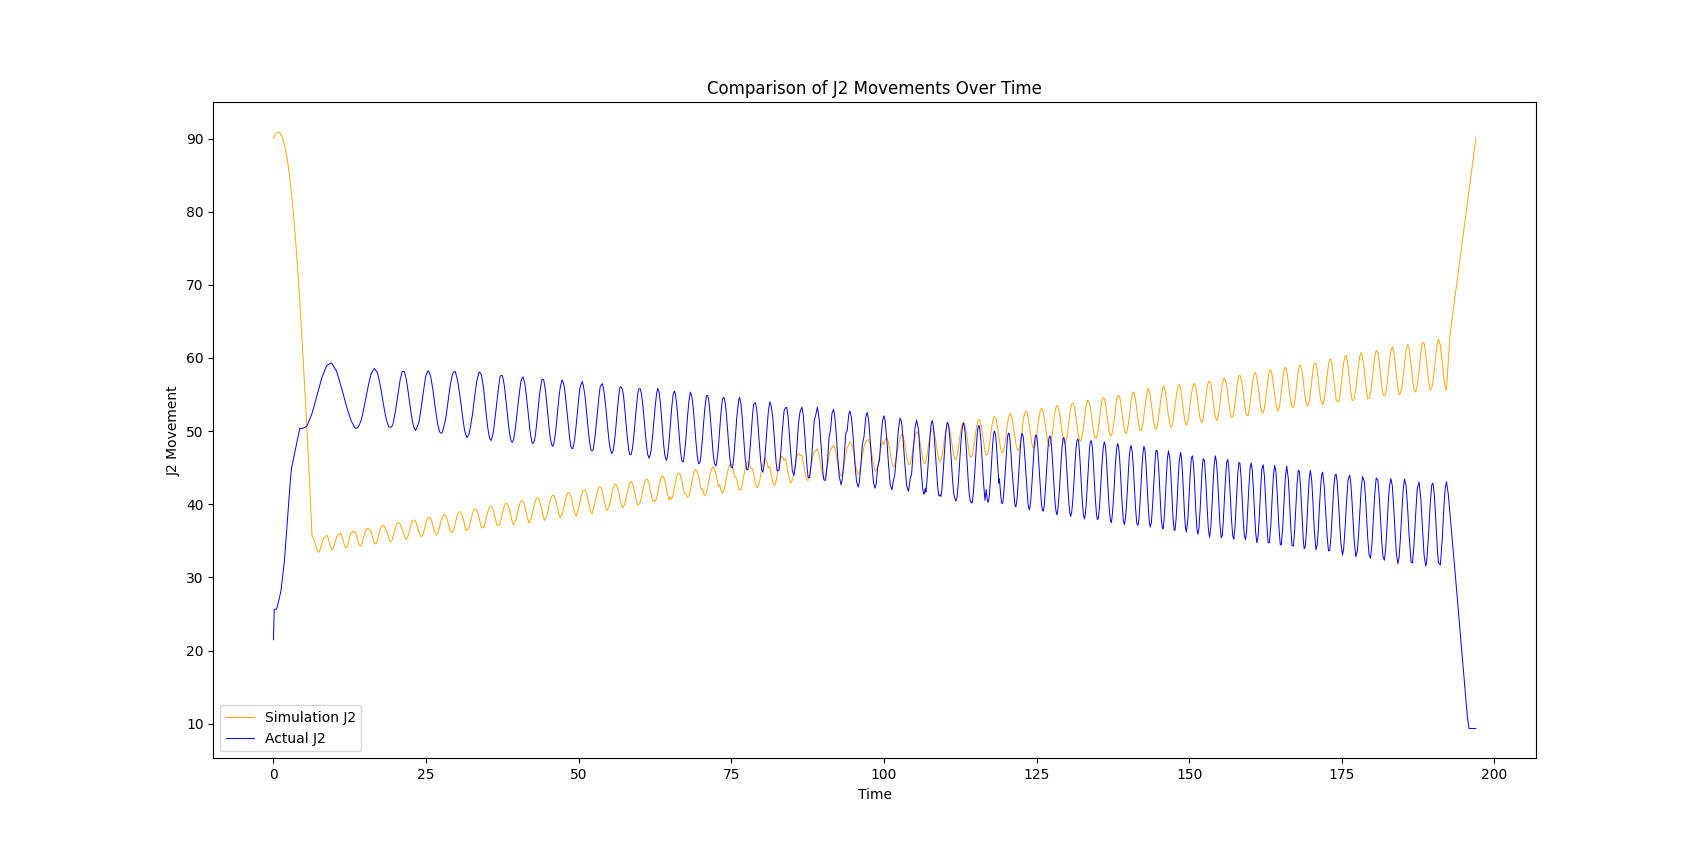 Comparison of J2 Movements Over Time
J2 Movement
90
80
70
60
50
40
30
20
10
Simulation J2
Actual J2
0 25 50 75 100 125 150 175 200
Time